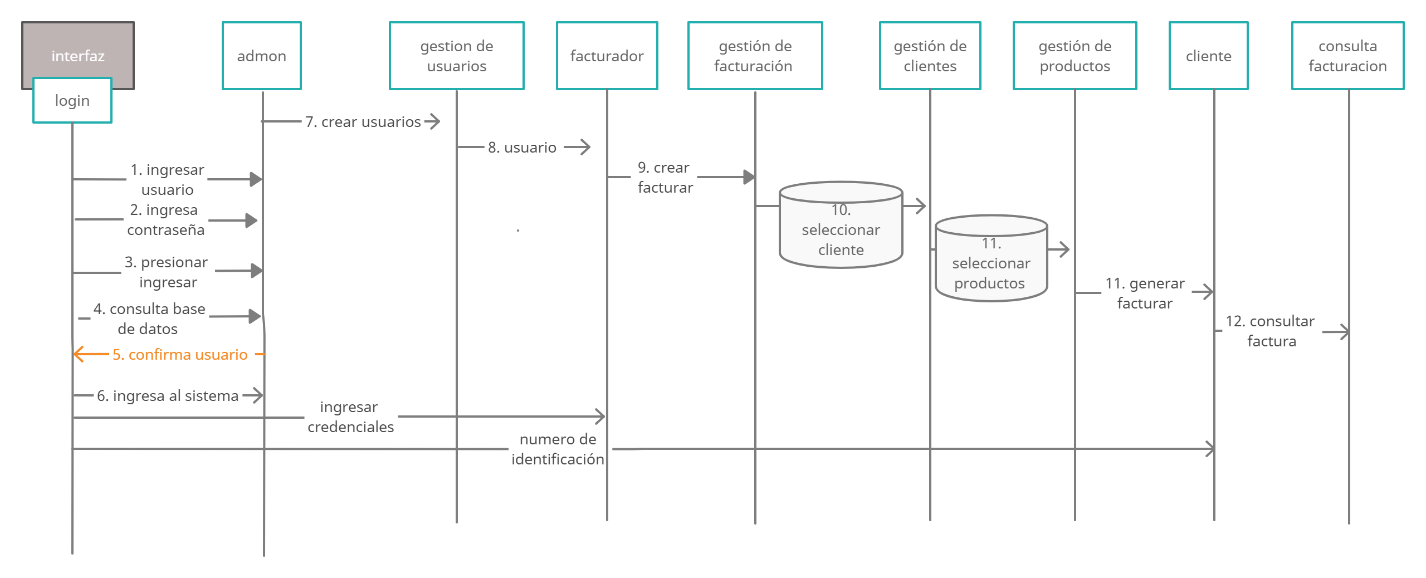 interfaz
login
admon
gestion de
usuarios
facturador
gestión de
facturación
gestión de
clientes
gestión de
productos
cliente
consulta
facturacion
7. crear usuarios
8. usuario
9. crear
facturar
1. ingresar
usuario
2. ingresa
contraseña
10.
seleccionar
cliente
11.
seleccionar
productos
3. presionar
ingresar
11. generar
facturar
4. consulta base
de datos
12. consultar
factura
5. confirma usuario
6. ingresa al sistema
ingresar
credenciales
numero de
identificación